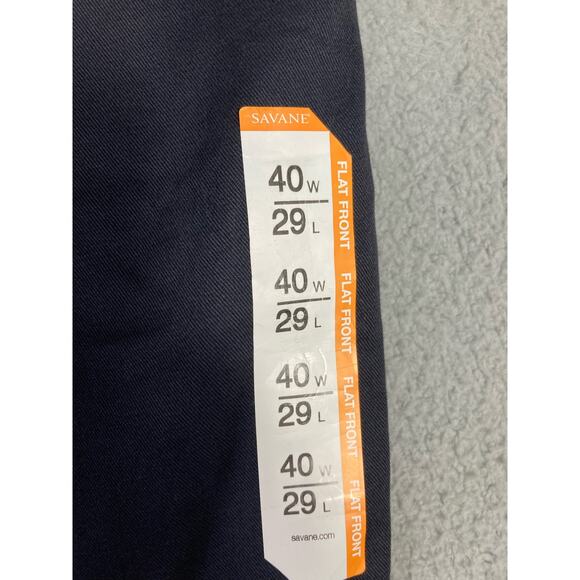 SAVANE
40 W
29 L
FLAT FRONT
40 W
29 L
FLAT FRONT
40 W
29 L
FLAT FRONT
40 W
29 L
FLAT FRONT
savane.com